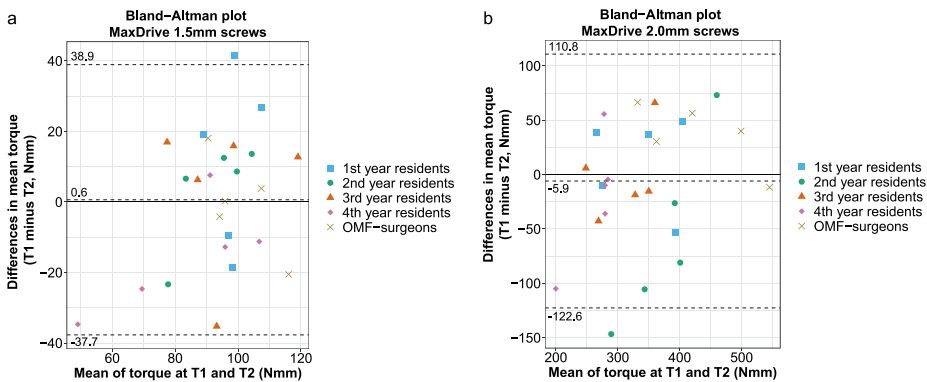 a
Bland−Altman plot
MaxDrive 1.5mm screws
Differences in mean torque
(T1 minus T2, Nmm)
40
20
0
−20
−40
38.9
0.6
-37.7
60
80
100
120
Mean of torque at T1 and T2 (Nmm)
1st year residents
2nd year residents
3rd year residents
4th year residents
OMF−surgeons
b
Bland−Altman plot
MaxDrive 2.0mm screws
Differences in mean torque
(T1 minus T2, Nmm)
100
50
0
−50
−100
−150
110.8
-5.9
-122.6
200
300
400
500
Mean of torque at T1 and T2 (Nmm)
1st year residents
2nd year residents
3rd year residents
4th year residents
OMF−surgeons